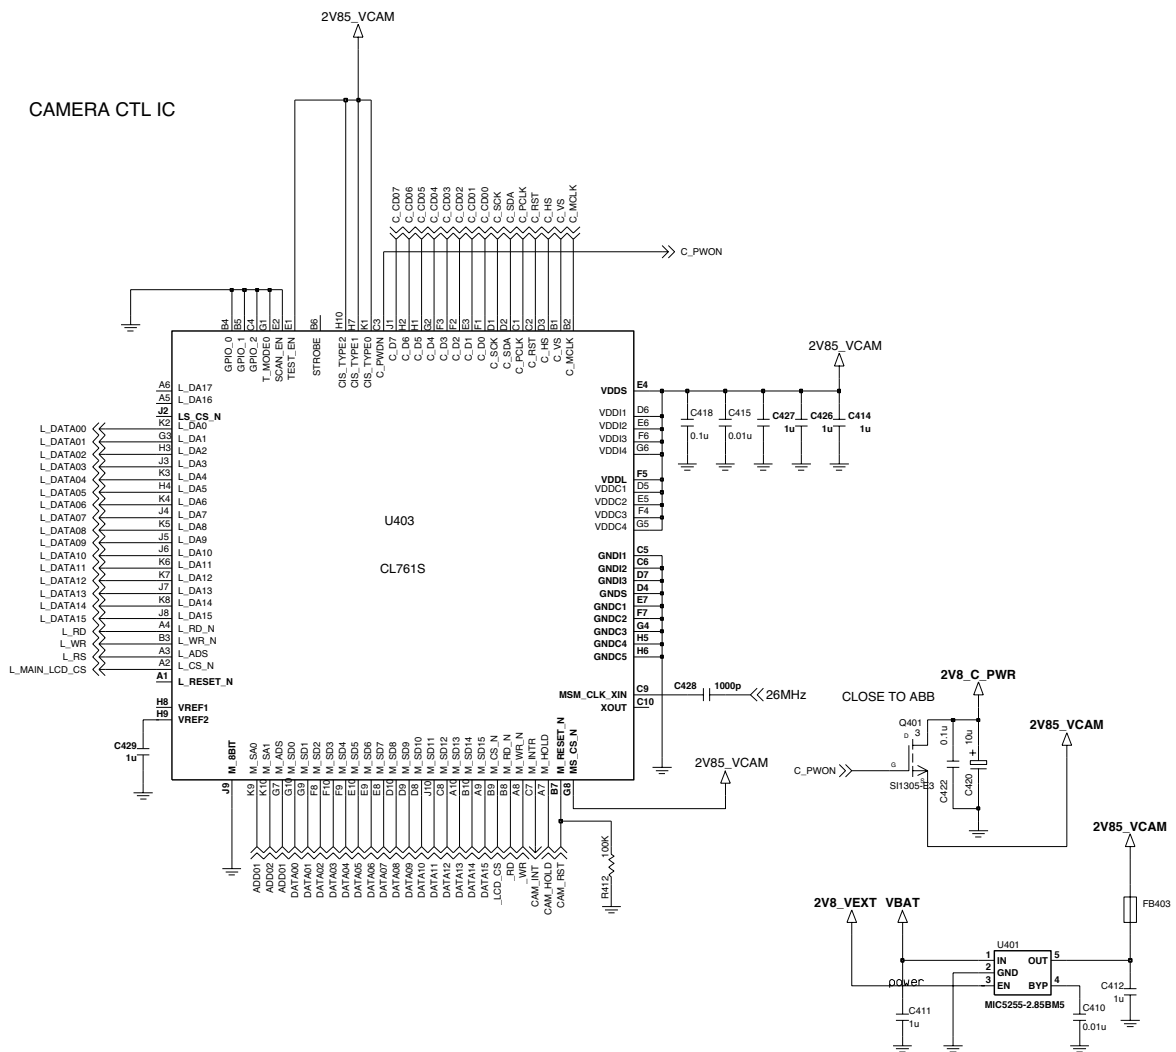 2V85_VCAM
CAMERA CTL IC
C_CD07
C_CD06
C_CD05
C_CD04
C_CD03
C_CD02
C_CD01
C_CD00
C_SCK
C_SDA
C_PCLK
C_RST
C_HS
C_VS
C_MCLK
C_PWON
B4
B5
C4
G1
E2
E1
B6
H10
H7
K1
C3
J1
H2
H1
G2
F3
F2
E3
F1
D1
D2
C1
C2
D3
B1
B2
GPIO_0
GPIO_1
GPIO_2
T_MODE0
SCAN_EN
TEST_EN
STROBE
CIS_TYPE2
CIS_TYPE1
CIS_TYPE0
C_PWDN
C_D7
C_D6
C_D5
C_D4
C_D3
C_D2
C_D1
C_D0
C_SCK
C_SDA
C_PCLK
C_RST
C_HS
C_VS
C_MCLK
A6 L_DA17
A5 L_DA16
J2 LS_CS_N
L_DATA00 K2 L_DA0
L_DATA01 G3 L_DA1
L_DATA02 H3 L_DA2
L_DATA03 J3 L_DA3
L_DATA04 K3 L_DA4
L_DATA05 H4 L_DA5
L_DATA06 K4 L_DA6
L_DATA07 J4 L_DA7
L_DATA08 K5 L_DA8
L_DATA09 J5 L_DA9
L_DATA10 J6 L_DA10
L_DATA11 K6 L_DA11
L_DATA12 K7 L_DA12
L_DATA13 J7 L_DA13
L_DATA14 K8 L_DA14
L_DATA15 J8 L_DA15
L_RD A4 L_RD_N
L_WR B3 L_WR_N
L_RS A3 L_ADS
L_MAIN_LCD_CS A2 L_CS_N
A1 L_RESET_N
H8 VREF1
H9 VREF2
C429
1u
U403
CL761S
2V85_VCAM
VDDS E4
VDDI1 D6
VDDI2 E6
VDDI3 F6
VDDI4 G6
VDDL F5
VDDC1 D5
VDDC2 E5
VDDC3 F4
VDDC4 G5
GNDI1 C5
GNDI2 C6
GNDI3 D7
GNDS D4
GNDC1 E7
GNDC2 F7
GNDC3 G4
GNDC4 H5
GNDC5 H6
MSM_CLK_XIN C9
XOUT C10
C418
0.1u
C415
0.01u
C427
1u
C426
1u
C414
1u
C428 1000p
26MHz
M_8BIT
M_SA0
M_SA1
M_ADS
M_SD0
M_SD1
M_SD2
M_SD3
M_SD4
M_SD5
M_SD6
M_SD7
M_SD8
M_SD9
M_SD10
M_SD11
M_SD12
M_SD13
M_SD14
M_SD15
M_CS_N
M_RD_N
M_WR_N
M_INTR
M_HOLD
M_RESET_N
MS_CS_N
J9
K9
K10
G7
G10
G9
F8
F10
F9
E10
E9
E8
D10
D9
D8
J10
C8
A10
B10
A9
B9
B8
A8
C7
A7
B7
G8
ADD01
ADD02
ADD01
DATA00
DATA01
DATA02
DATA03
DATA04
DATA05
DATA06
DATA07
DATA08
DATA09
DATA10
DATA11
DATA12
DATA13
DATA14
DATA15
_LCD_CS
_RD
_WR
CAM_INT
CAM_HOLD
CAM_RST
2V85_VCAM
R412 100K
CLOSE TO ABB
2V8_C_PWR
Q401
3
D
G
S
SI1305-E3
C_PWON
0.1u
C422
10u
+
C420
2V85_VCAM
2V85_VCAM
FB403
2V8_VEXT VBAT
U401
1 IN OUT 5
2 GND
3 EN BYP 4
MIC5255-2.85BM5
power
C411
1u
C410
0.01u
C412
1u